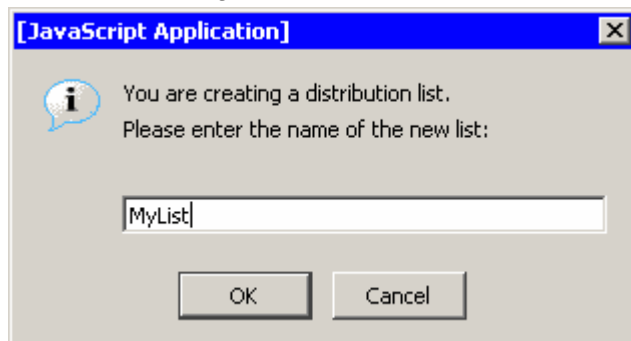 [JavaScript Application]
You are creating a distribution list.
Please enter the name of the new list:
MyList
OK
Cancel